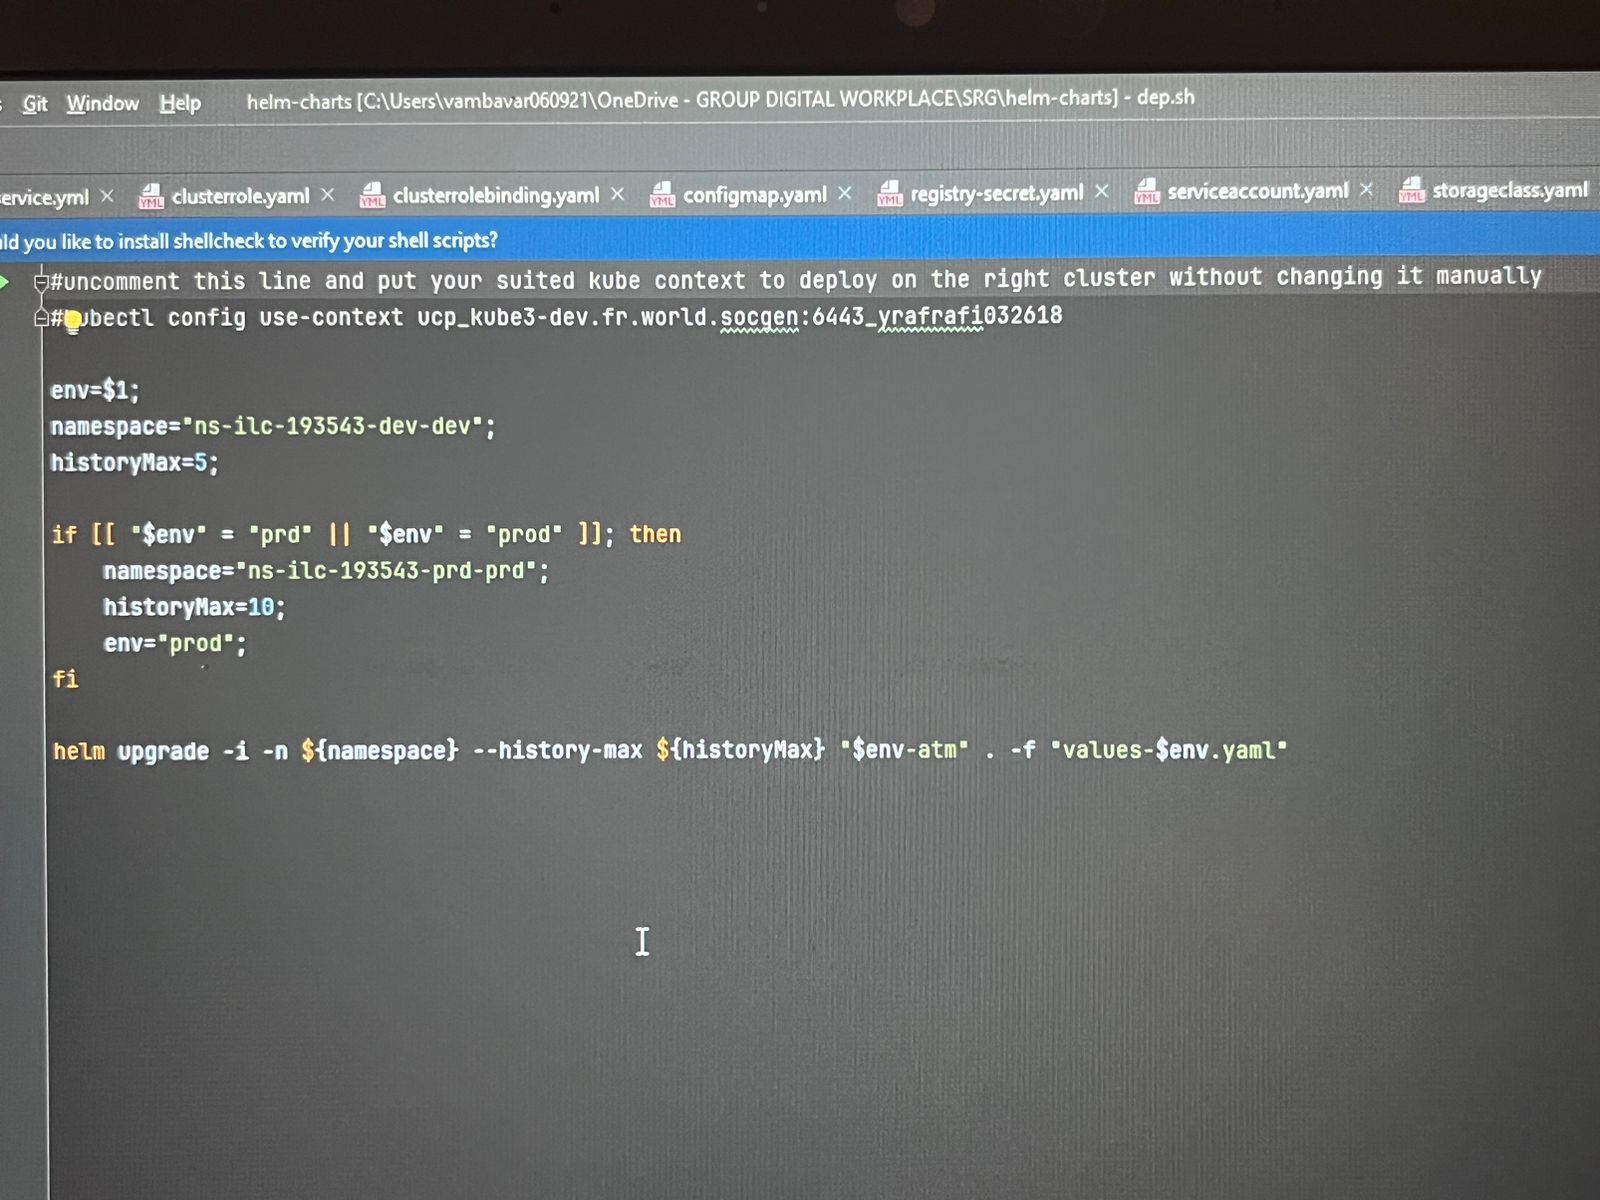 Git Window Help helm-charts [C:\Users\vambavar060921\OneDrive - GROUP DIGITAL WORKPLACE\SRG\helm-charts] - dep.sh
ervice.yml × clusterrole.yaml × clusterrolebinding.yaml × configmap.yaml × registry-secret.yaml × serviceaccount.yaml × storageclass.yaml
ld you like to install shellcheck to verify your shell scripts?
#uncomment this line and put your suited kube context to deploy on the right cluster without changing it manually
#kubectl config use-context ucp_kube3-dev.fr.world.socgen:6443_yrafrafi032618
env=$1;
namespace="ns-ilc-193543-dev-dev";
historyMax=5;
if [[ "$env" = "prd" || "$env" = "prod" ]]; then
namespace="ns-ilc-193543-prd-prd";
historyMax=10;
env="prod";
fi
helm upgrade -i -n ${namespace} --history-max ${historyMax} "$env-atm" . -f "values-$env.yaml"